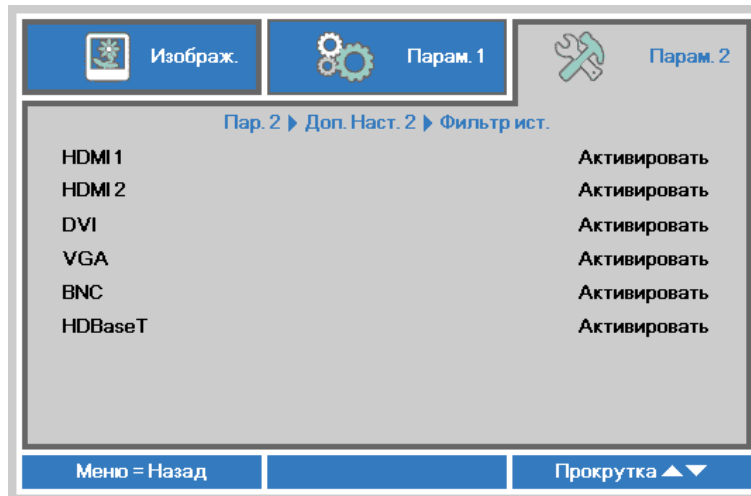 Изображ. Парам. 1 Парам. 2
Пар. 2 Доп. Наст. 2 Фильтр ист.
HDMI 1 Активировать
HDMI 2 Активировать
DVI Активировать
VGA Активировать
BNC Активировать
HDBaseT Активировать
Меню = Назад Прокрутка